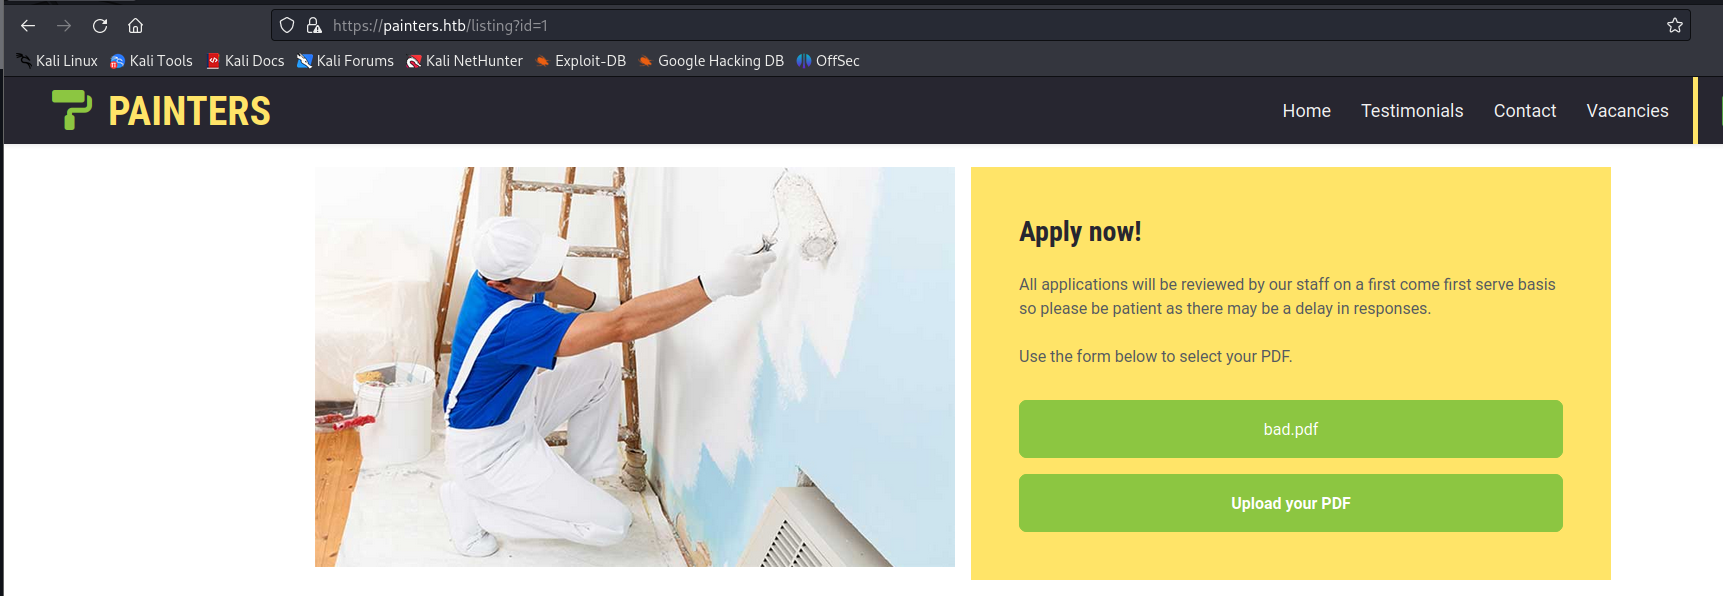 https://painters.htb/listing?id=1
Kali Linux Kali Tools Kali Docs Kali Forums Kali NetHunter Exploit-DB Google Hacking DB OffSec
PAINTERS Home Testimonials Contact Vacancies
Apply now!
All applications will be reviewed by our staff on a first come first serve basis
so please be patient as there may be a delay in responses.
Use the form below to select your PDF.
bad.pdf
Upload your PDF